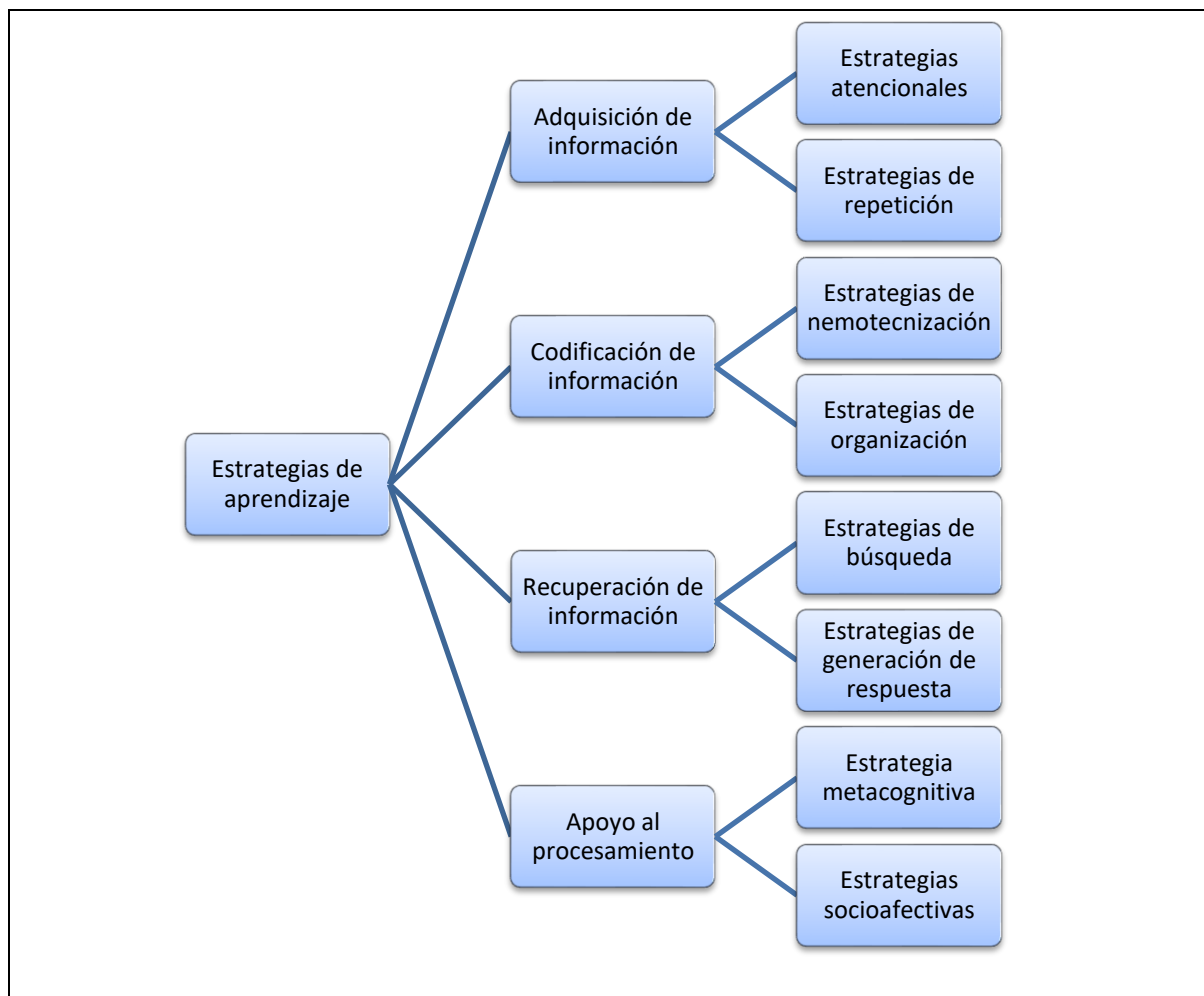 Estrategias de
aprendizaje
Adquisición de
información
Estrategias
atencionales
Estrategias de
repetición
Codificación de
información
Estrategias de
nemotecnización
Estrategias de
organización
Recuperación de
información
Estrategias de
búsqueda
Estrategias de
generación de
respuesta
Apoyo al
procesamiento
Estrategia
metacognitiva
Estrategias
socioafectivas